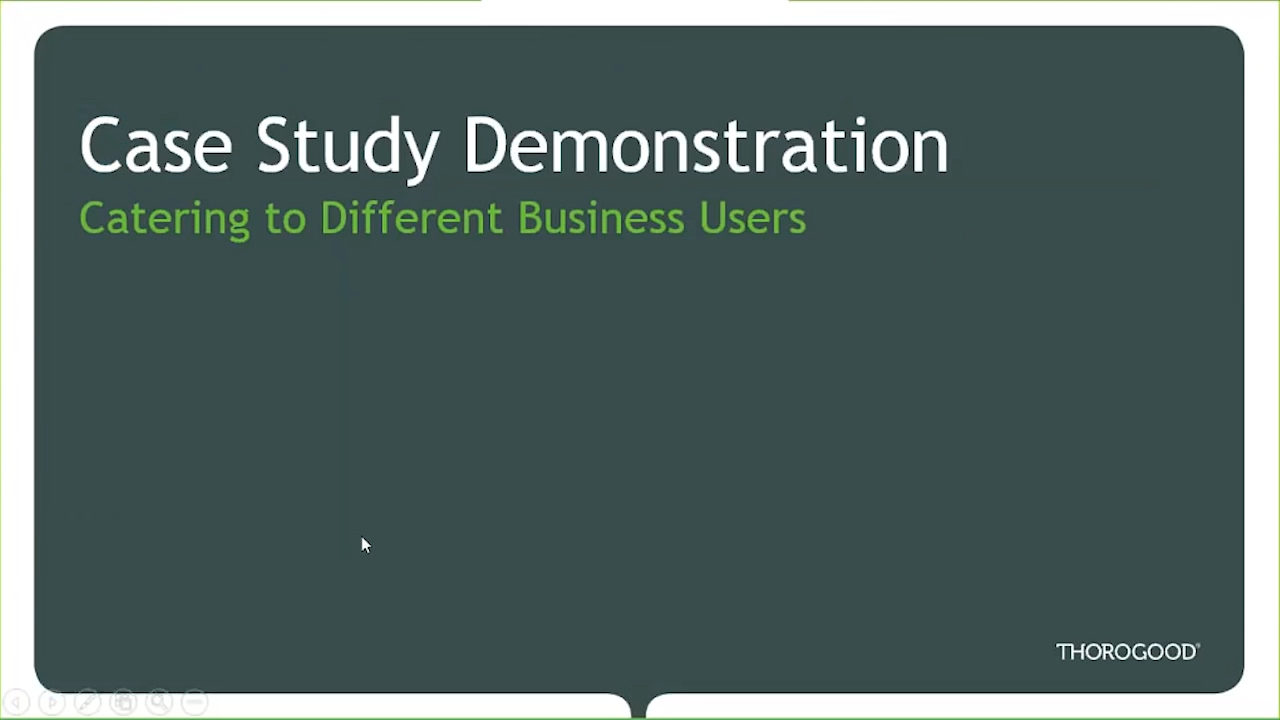 Case Study Demonstration
Catering to Different Business Users
THOROGOOD®